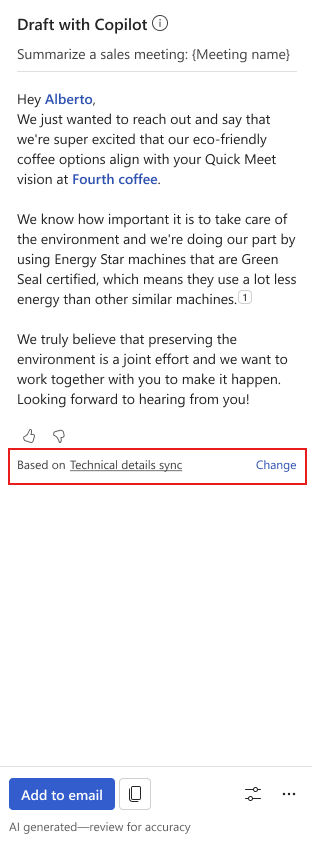 Draft with Copilot
Summarize a sales meeting: {Meeting name}
Hey Alberto,
We just wanted to reach out and say that
we're super excited that our eco-friendly
coffee options align with your Quick Meet
vision at Fourth coffee.
We know how important it is to take care of
the environment and we're doing our part by
using Energy Star machines that are Green
Seal certified, which means they use a lot less
energy than other similar machines. 1
We truly believe that preserving the
environment is a joint effort and we want to
work together with you to make it happen.
Looking forward to hearing from you!
Based on Technical details sync Change
Add to email
AI generated—review for accuracy